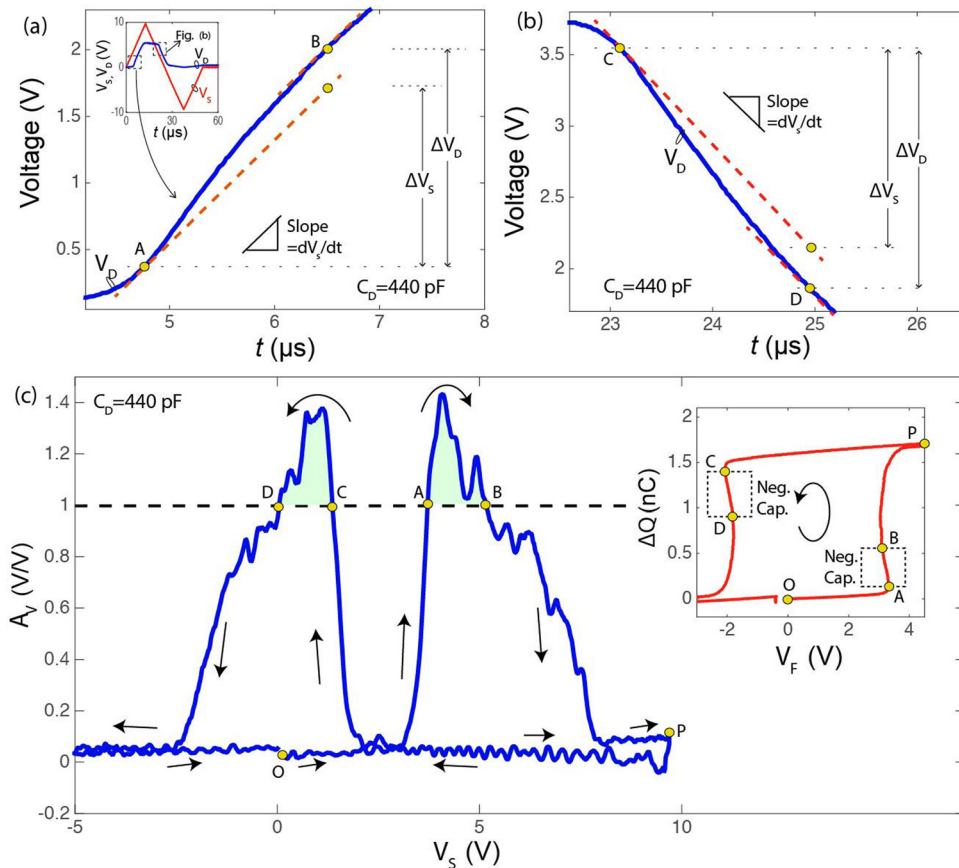 (a)
10
0
-10
V_S,V_D (V)
0
30
60
t (µs)
Fig. (b)
V_D
V_S
B
A
V_D
ΔV_D
ΔV_S
Slope
=dV_s/dt
C_D=440 pF
2
1.5
1
0.5
Voltage (V)
5
6
7
8
t (µs)
(b)
C
V_D
D
Slope
=dV_s/dt
ΔV_D
ΔV_S
C_D=440 pF
3.5
3
2.5
2
Voltage (V)
23
24
25
26
t (µs)
(c)
C_D=440 pF
1.4
1.2
1
0.8
0.6
0.4
0.2
0
-0.2
A_V (V/V)
D
C
A
B
O
P
-5
0
5
10
V_S (V)
2
1.5
1
0.5
0
ΔQ (nC)
P
C
Neg.
Cap.
D
B
Neg.
Cap.
O
A
-2
0
2
4
V_F (V)